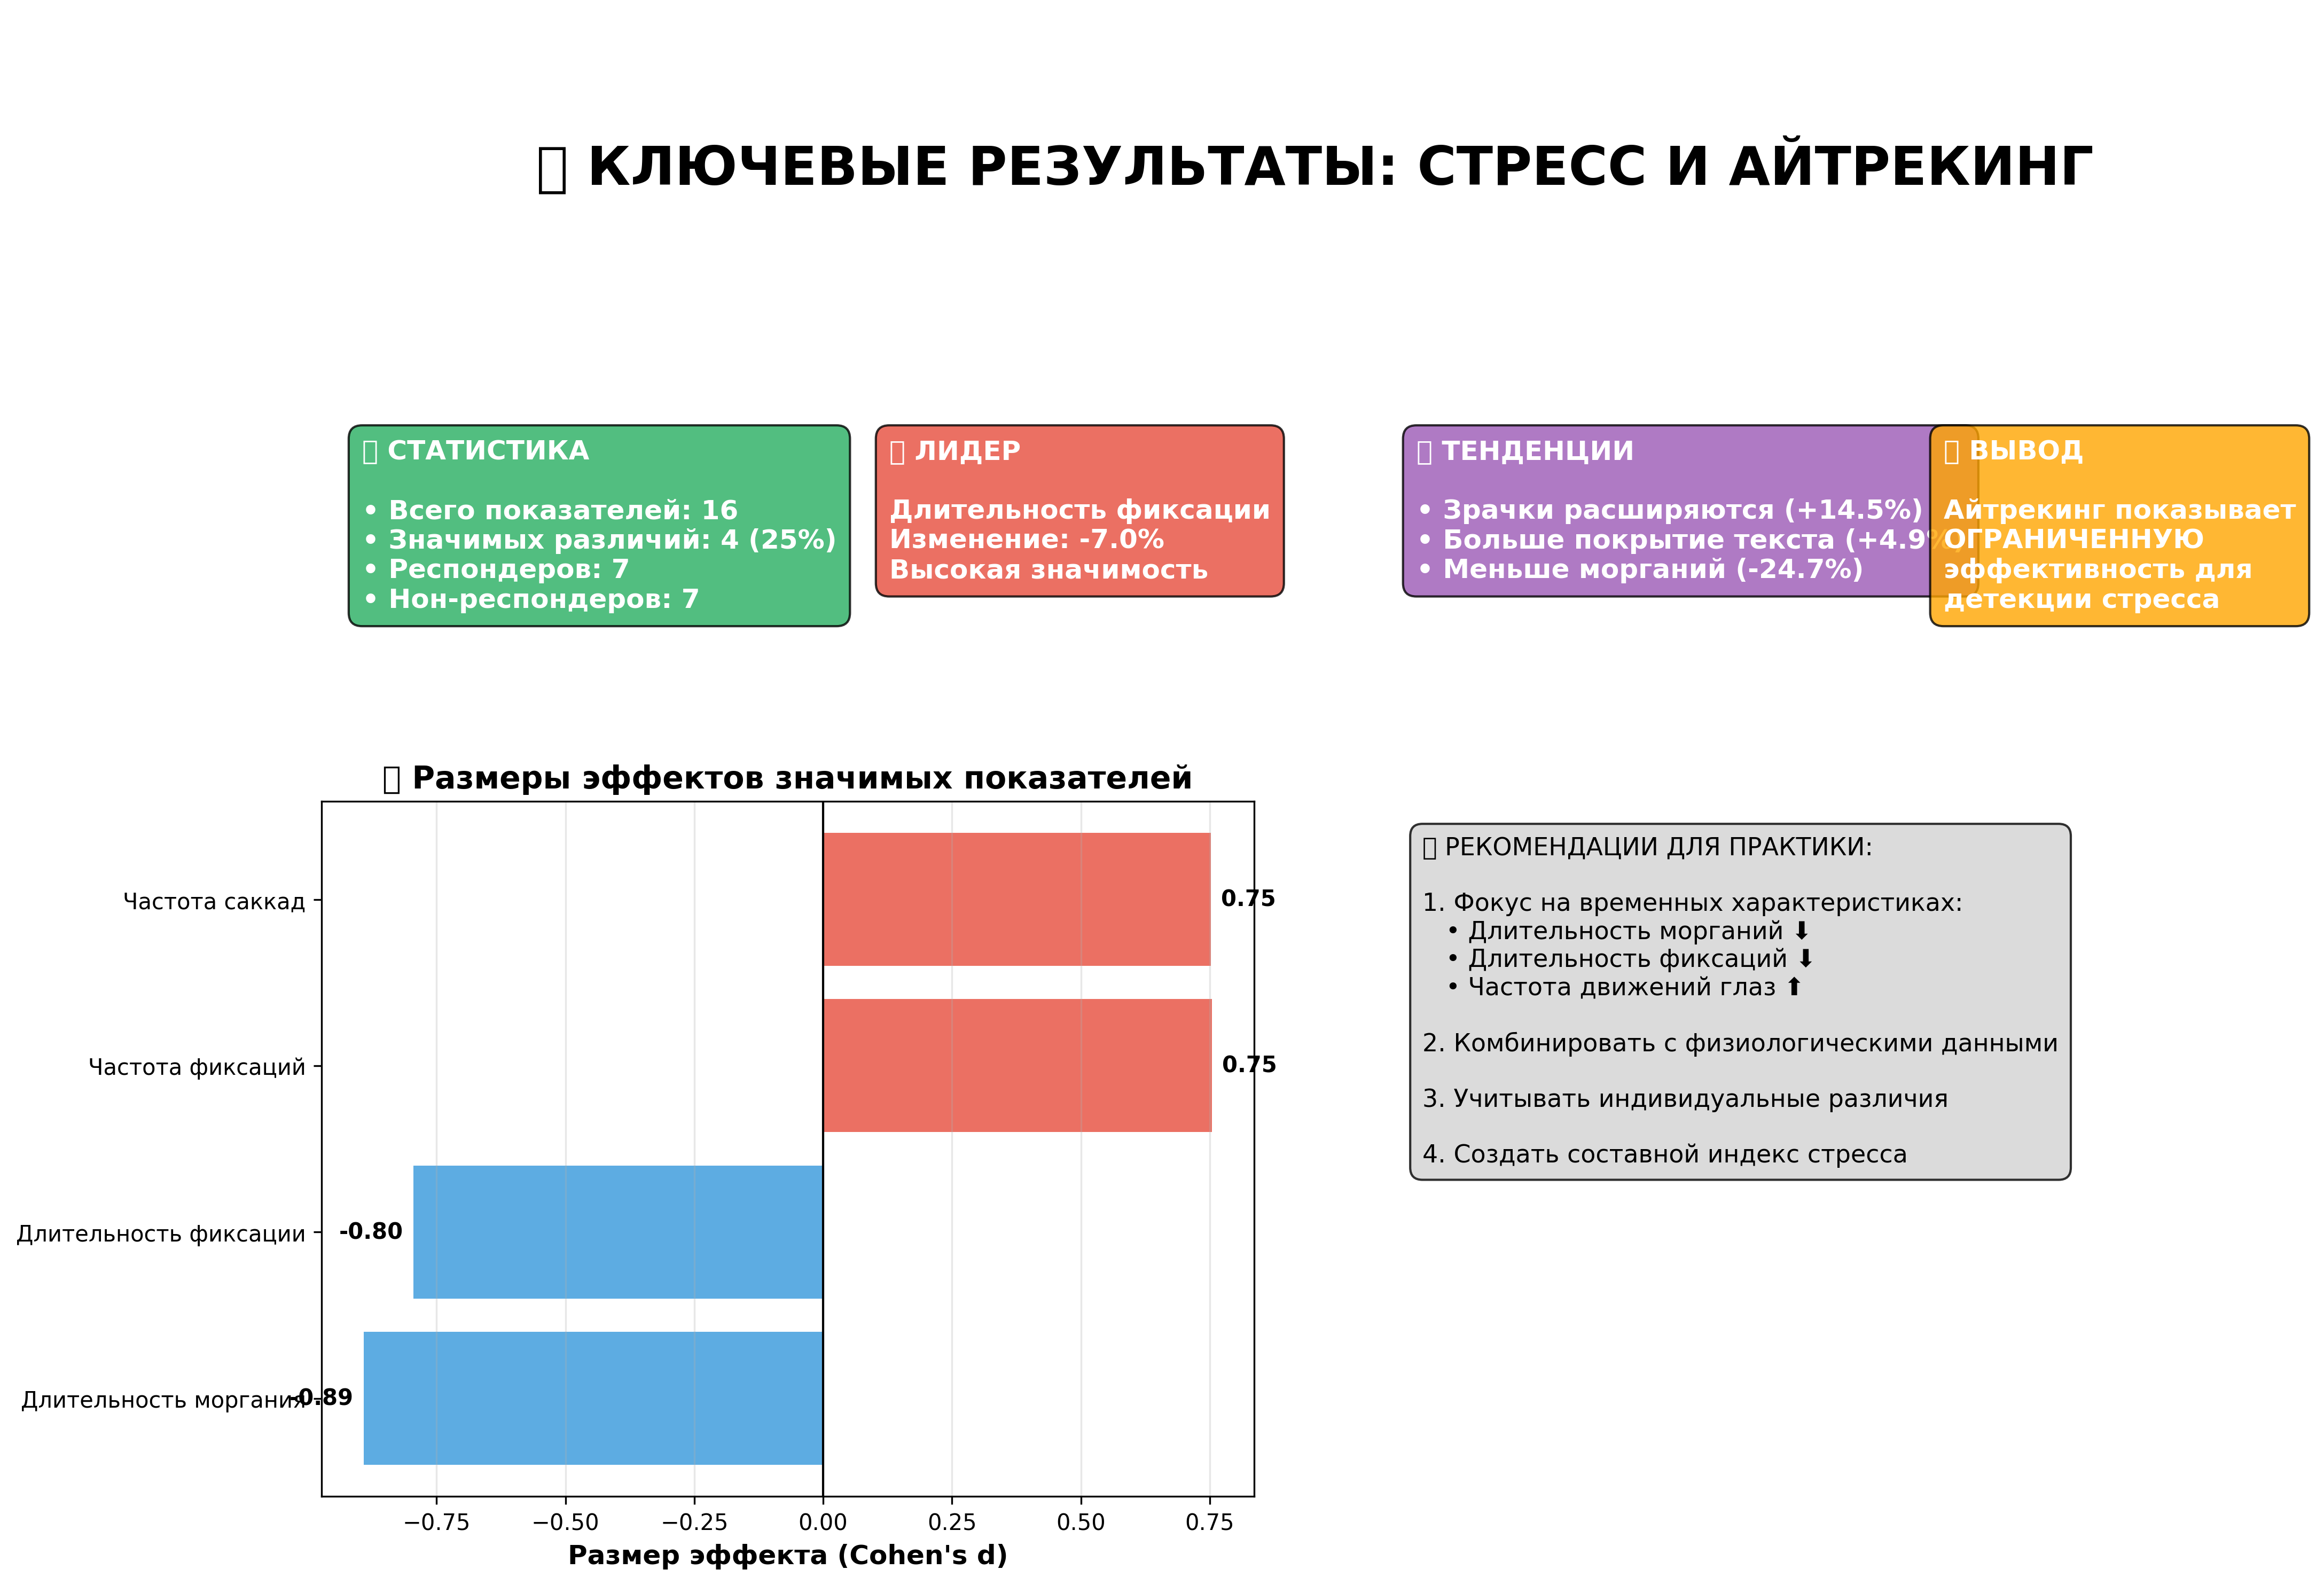 КЛЮЧЕВЫЕ РЕЗУЛЬТАТЫ: СТРЕСС И АЙТРЕКИНГ
СТАТИСТИКА
• Всего показателей: 16
• Значимых различий: 4 (25%)
• Респондеров: 7
• Нон-респондеров: 7
ЛИДЕР
Длительность фиксации
Изменение: -7.0%
Высокая значимость
ТЕНДЕНЦИИ
• Зрачки расширяются (+14.5%)
• Больше покрытие текста (+4.9%)
• Меньше морганий (-24.7%)
ВЫВОД
Айтрекинг показывает
ОГРАНИЧЕННУЮ
эффективность для
детекции стресса
Размеры эффектов значимых показателей
Частота саккад
0.75
Частота фиксаций
0.75
Длительность фиксации
-0.80
Длительность моргания
-0.89
−0.75 −0.50 −0.25 0.00 0.25 0.50 0.75
Размер эффекта (Cohen's d)
РЕКОМЕНДАЦИИ ДЛЯ ПРАКТИКИ:
1. Фокус на временных характеристиках:
• Длительность морганий ⬇
• Длительность фиксаций ⬇
• Частота движений глаз ⬆
2. Комбинировать с физиологическими данными
3. Учитывать индивидуальные различия
4. Создать составной индекс стресса